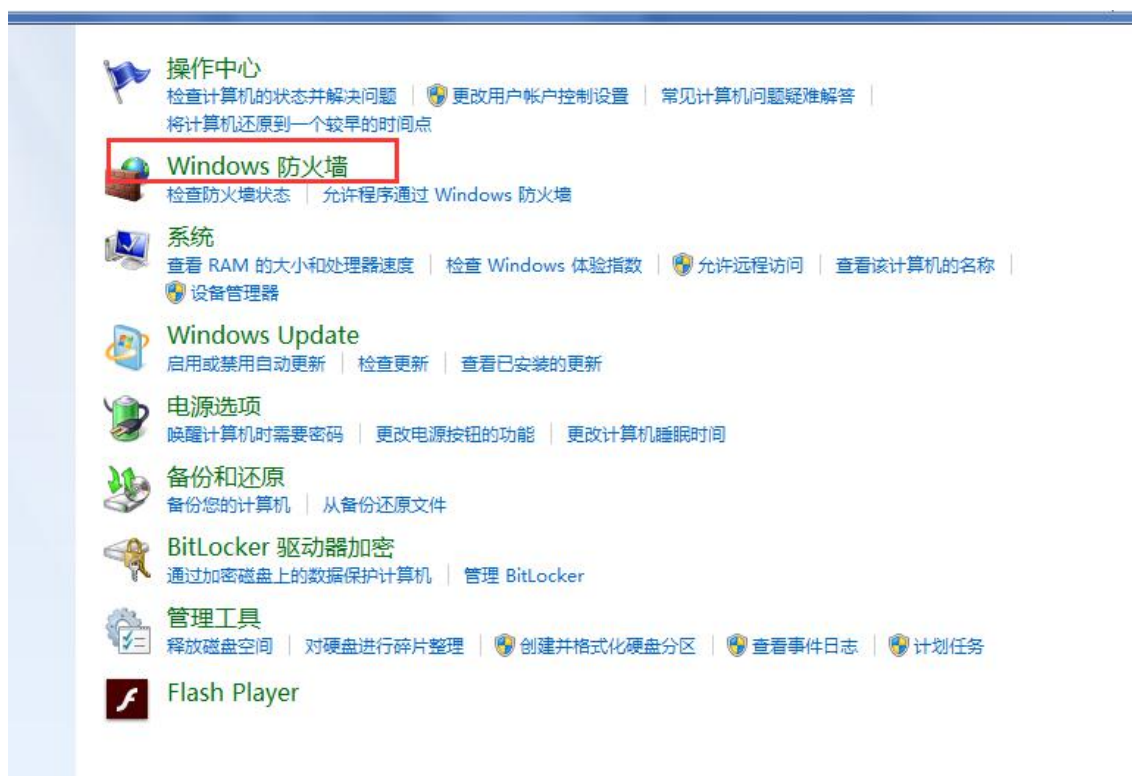 操作中心
检查计算机的状态并解决问题 更改用户帐户控制设置 常见计算机问题疑难解答
将计算机还原到一个较早的时间点
Windows 防火墙
检查防火墙状态 允许程序通过 Windows 防火墙
系统
查看 RAM 的大小和处理器速度 检查 Windows 体验指数 允许远程访问 查看该计算机的名称
设备管理器
Windows Update
启用或禁用自动更新 检查更新 查看已安装的更新
电源选项
唤醒计算机时需要密码 更改电源按钮的功能 更改计算机睡眠时间
备份和还原
备份您的计算机 从备份还原文件
BitLocker 驱动器加密
通过加密磁盘上的数据保护计算机 管理 BitLocker
管理工具
释放磁盘空间 对硬盘进行碎片整理 创建并格式化硬盘分区 查看事件日志 计划任务
Flash Player